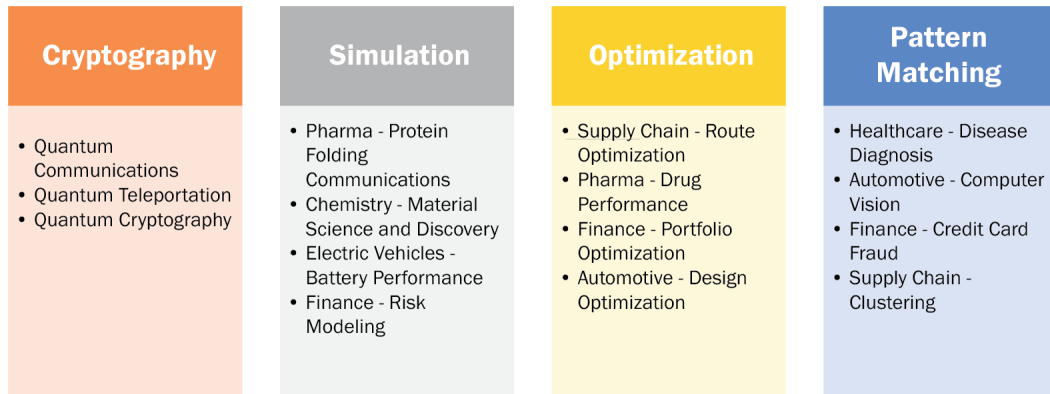 Cryptography
• Quantum
Communications
• Quantum Teleportation
• Quantum Cryptography
Simulation
• Pharma - Protein
Folding
Communications
• Chemistry - Material
Science and Discovery
• Electric Vehicles -
Battery Performance
• Finance - Risk
Modeling
Optimization
• Supply Chain - Route
Optimization
• Pharma - Drug
Performance
• Finance - Portfolio
Optimization
• Automotive - Design
Optimization
Pattern
Matching
• Healthcare - Disease
Diagnosis
• Automotive - Computer
Vision
• Finance - Credit Card
Fraud
• Supply Chain -
Clustering